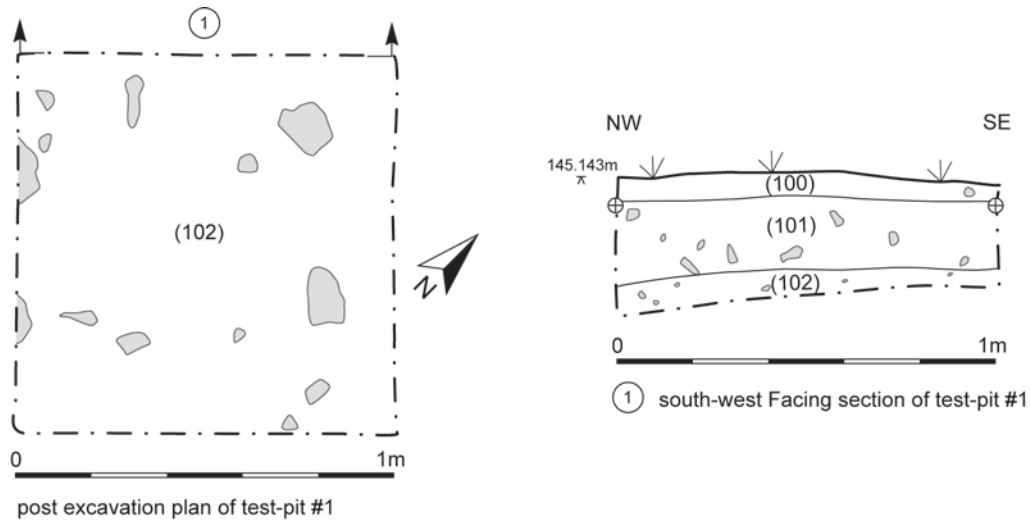 1
(102)
N
0 1m
post excavation plan of test-pit #1
NW SE
145.143m
(100)
(101)
(102)
0 1m
1 south-west Facing section of test-pit #1